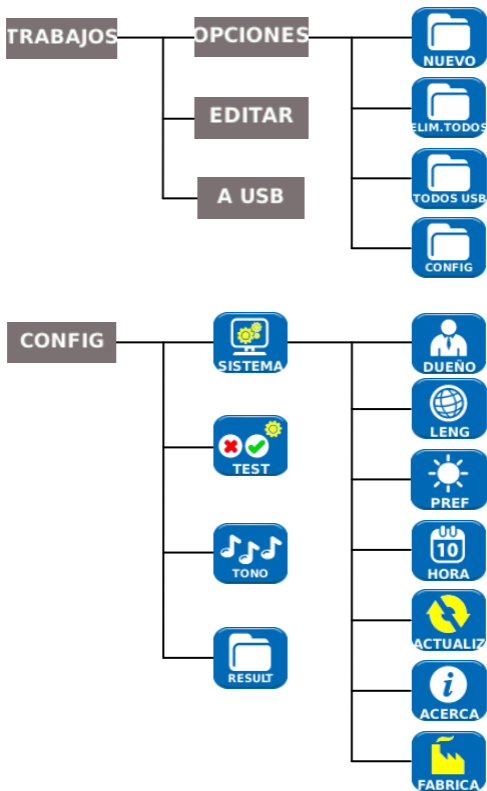 TRABAJOS
OPCIONES
NUEVO
EDITAR
ELIM.TODOS
A USB
TODOS USB
CONFIG
CONFIG
SISTEMA
DUEÑO
LENG
TEST
PREF
TONO
10
HORA
ACTUALIZ
RESULT
i
ACERCA
FABRICA